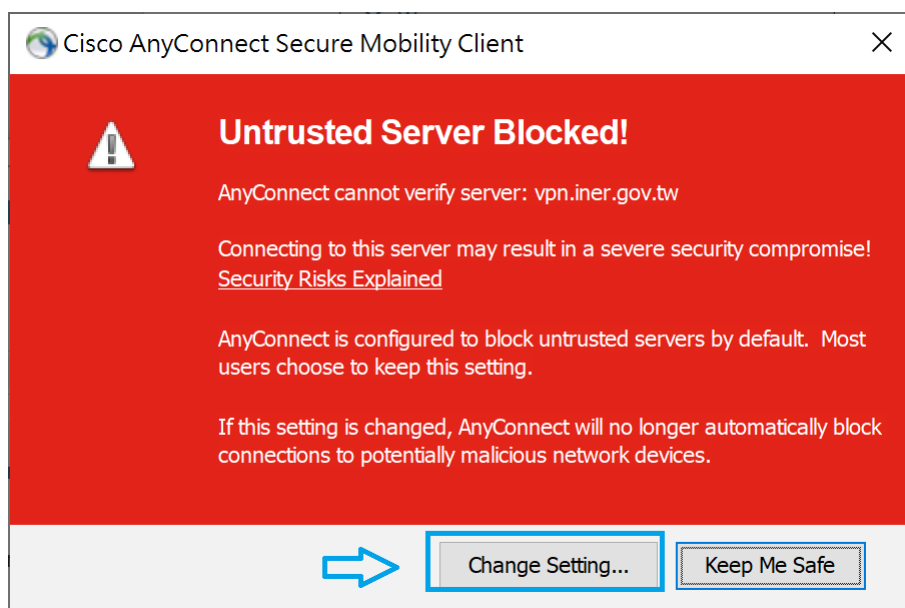 Cisco AnyConnect Secure Mobility Client
Untrusted Server Blocked!
AnyConnect cannot verify server: vpn.iner.gov.tw
Connecting to this server may result in a severe security compromise!
Security Risks Explained
AnyConnect is configured to block untrusted servers by default.  Most
users choose to keep this setting.
If this setting is changed, AnyConnect will no longer automatically block
connections to potentially malicious network devices.
Change Setting...
Keep Me Safe